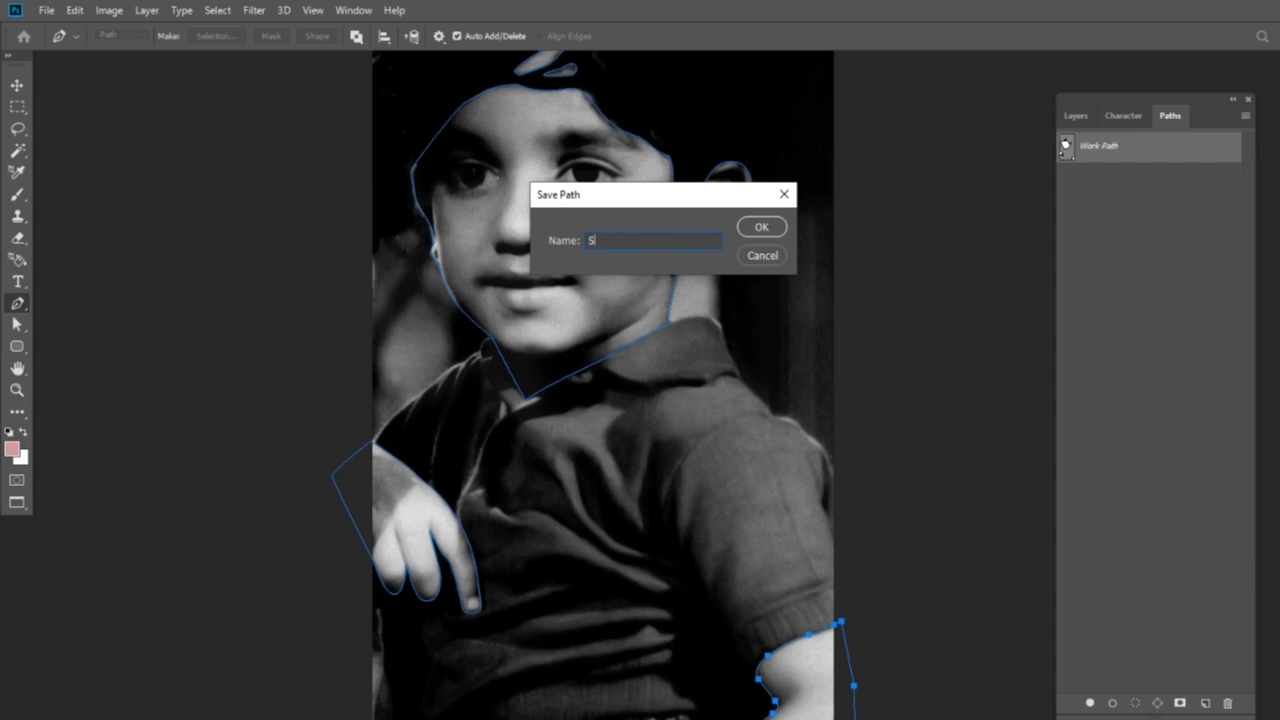 Ps File Edit Image Layer Type Select Filter 3D View Window Help
Path Make: Selection... Mask Shape Auto Add/Delete Align Edges
Layers Character Paths
Work Path
Save Path
Name: S
OK
Cancel
T